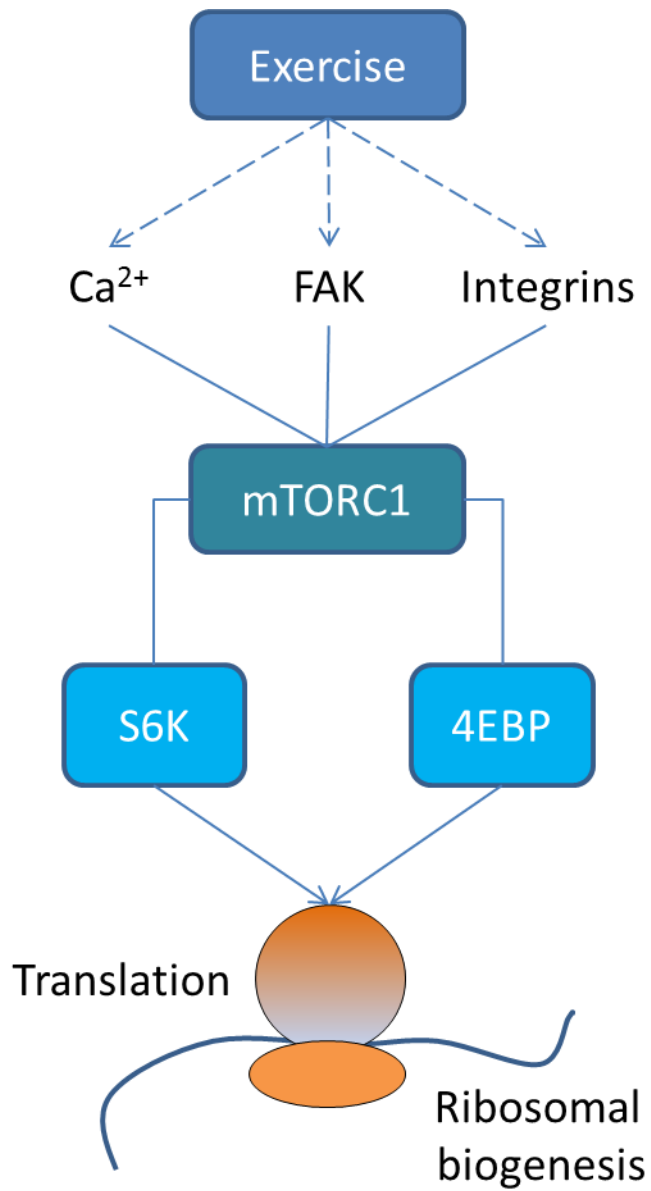 Exercise
Ca²⁺
FAK
Integrins
mTORC1
S6K
4EBP
Translation
Ribosomal
biogenesis